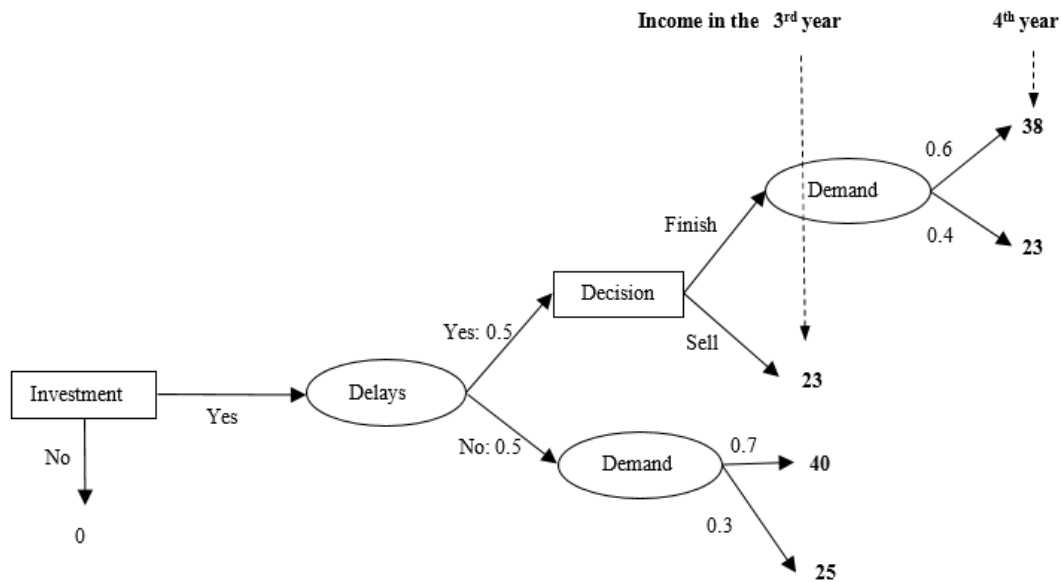 Income in the 3rd year 4th year
38
0.6
Demand
Finish
0.4
23
Decision
Yes: 0.5
Sell
23
Investment
Delays
Yes
No: 0.5
No
Demand
0.7
40
0.3
0
25